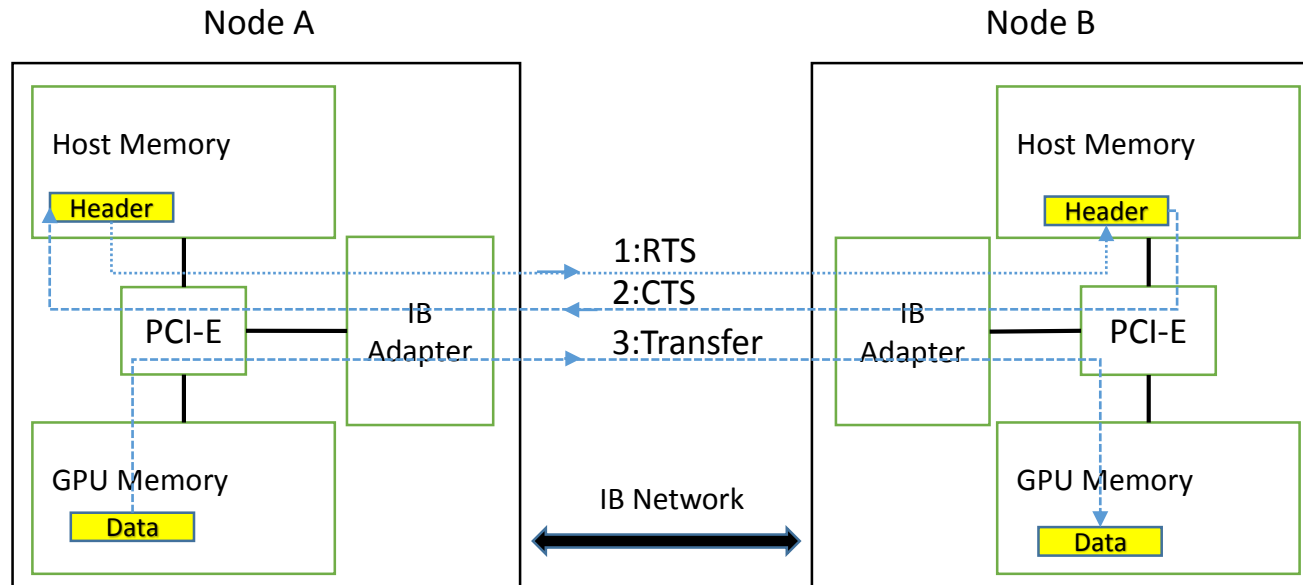 Node A
Node B
Host Memory
Header
Host Memory
Header
1:RTS
2:CTS
3:Transfer
PCI-E
IB
Adapter
IB
Adapter
PCI-E
GPU Memory
Data
IB Network
GPU Memory
Data